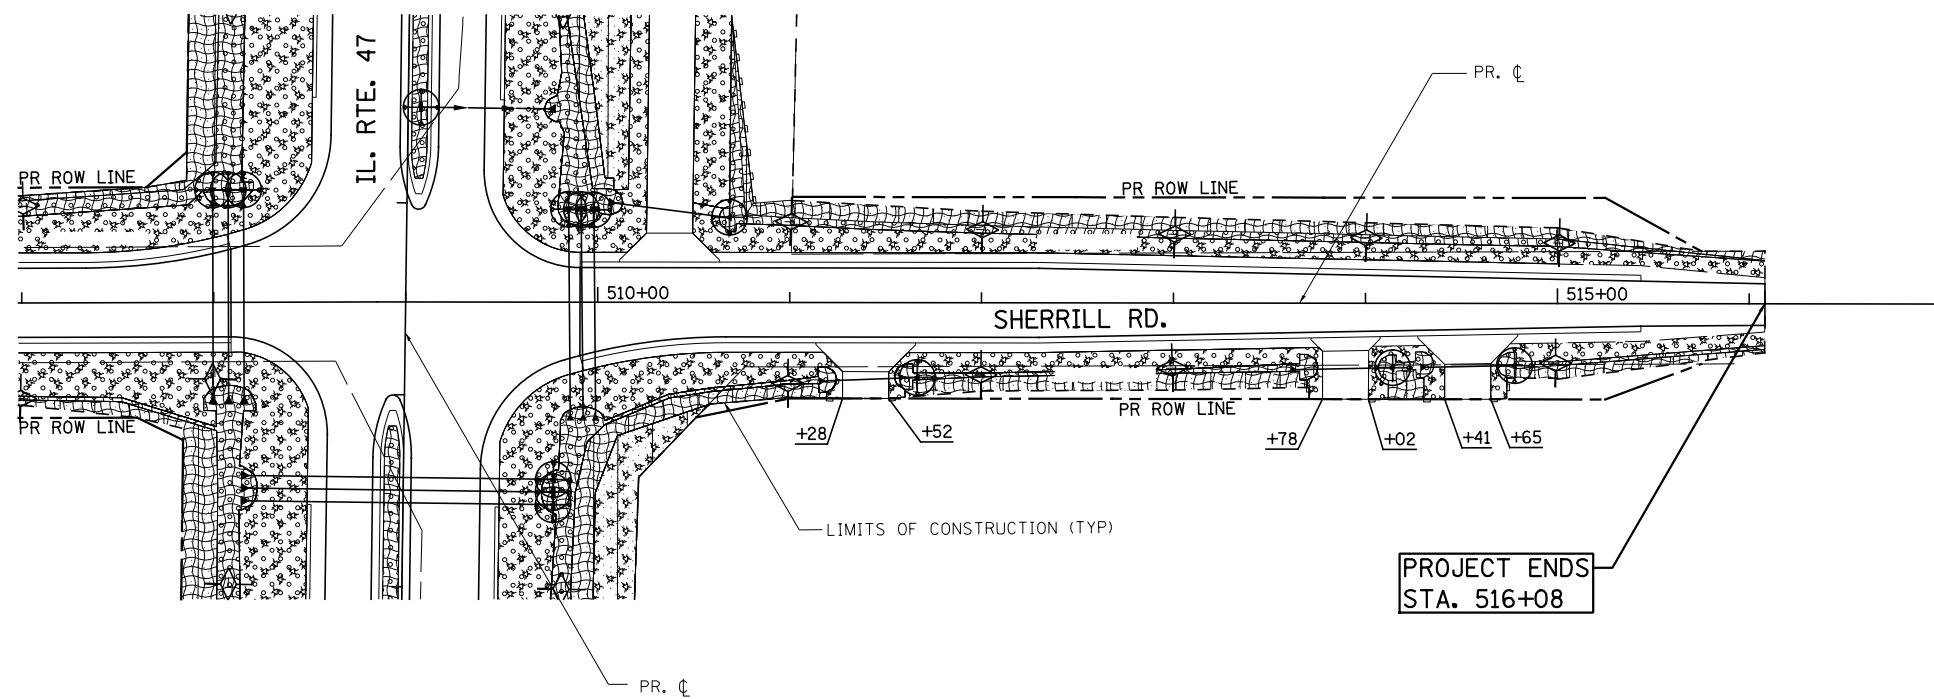 IL. RTE. 47
PR. ℄
PR ROW LINE
PR ROW LINE
510+00
515+00
SHERRILL RD.
PR ROW LINE
PR ROW LINE
+28
+52
+78
+02
+41
+65
LIMITS OF CONSTRUCTION (TYP)
PROJECT ENDS
STA. 516+08
PR. ℄